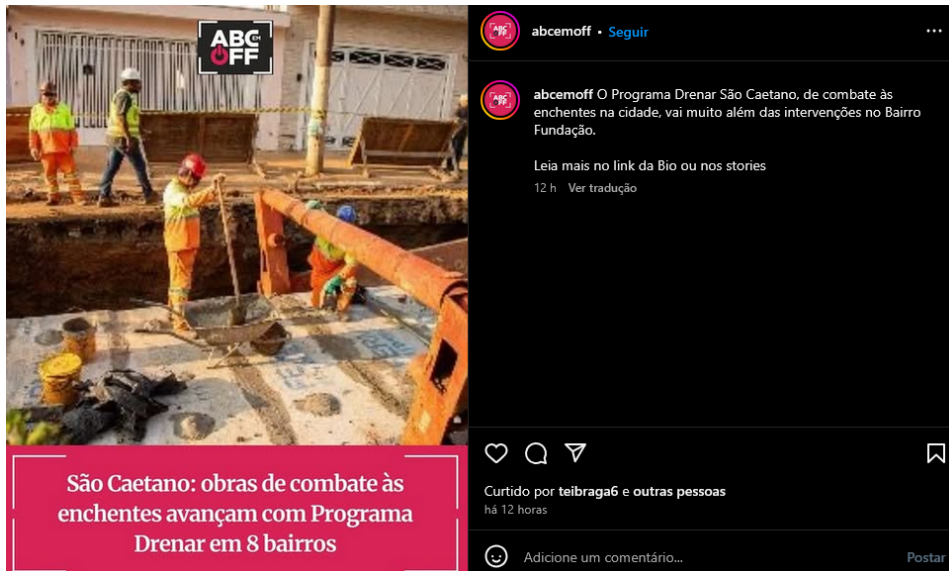 ABC EM
OFF
São Caetano: obras de combate às
enchentes avançam com Programa
Drenar em 8 bairros
abcemoff • Seguir
abcemoff O Programa Drenar São Caetano, de combate às
enchentes na cidade, vai muito além das intervenções no Bairro
Fundação.
Leia mais no link da Bio ou nos stories
12 h Ver tradução
Curtido por teibraga6 e outras pessoas
há 12 horas
Adicione um comentário...
Postar